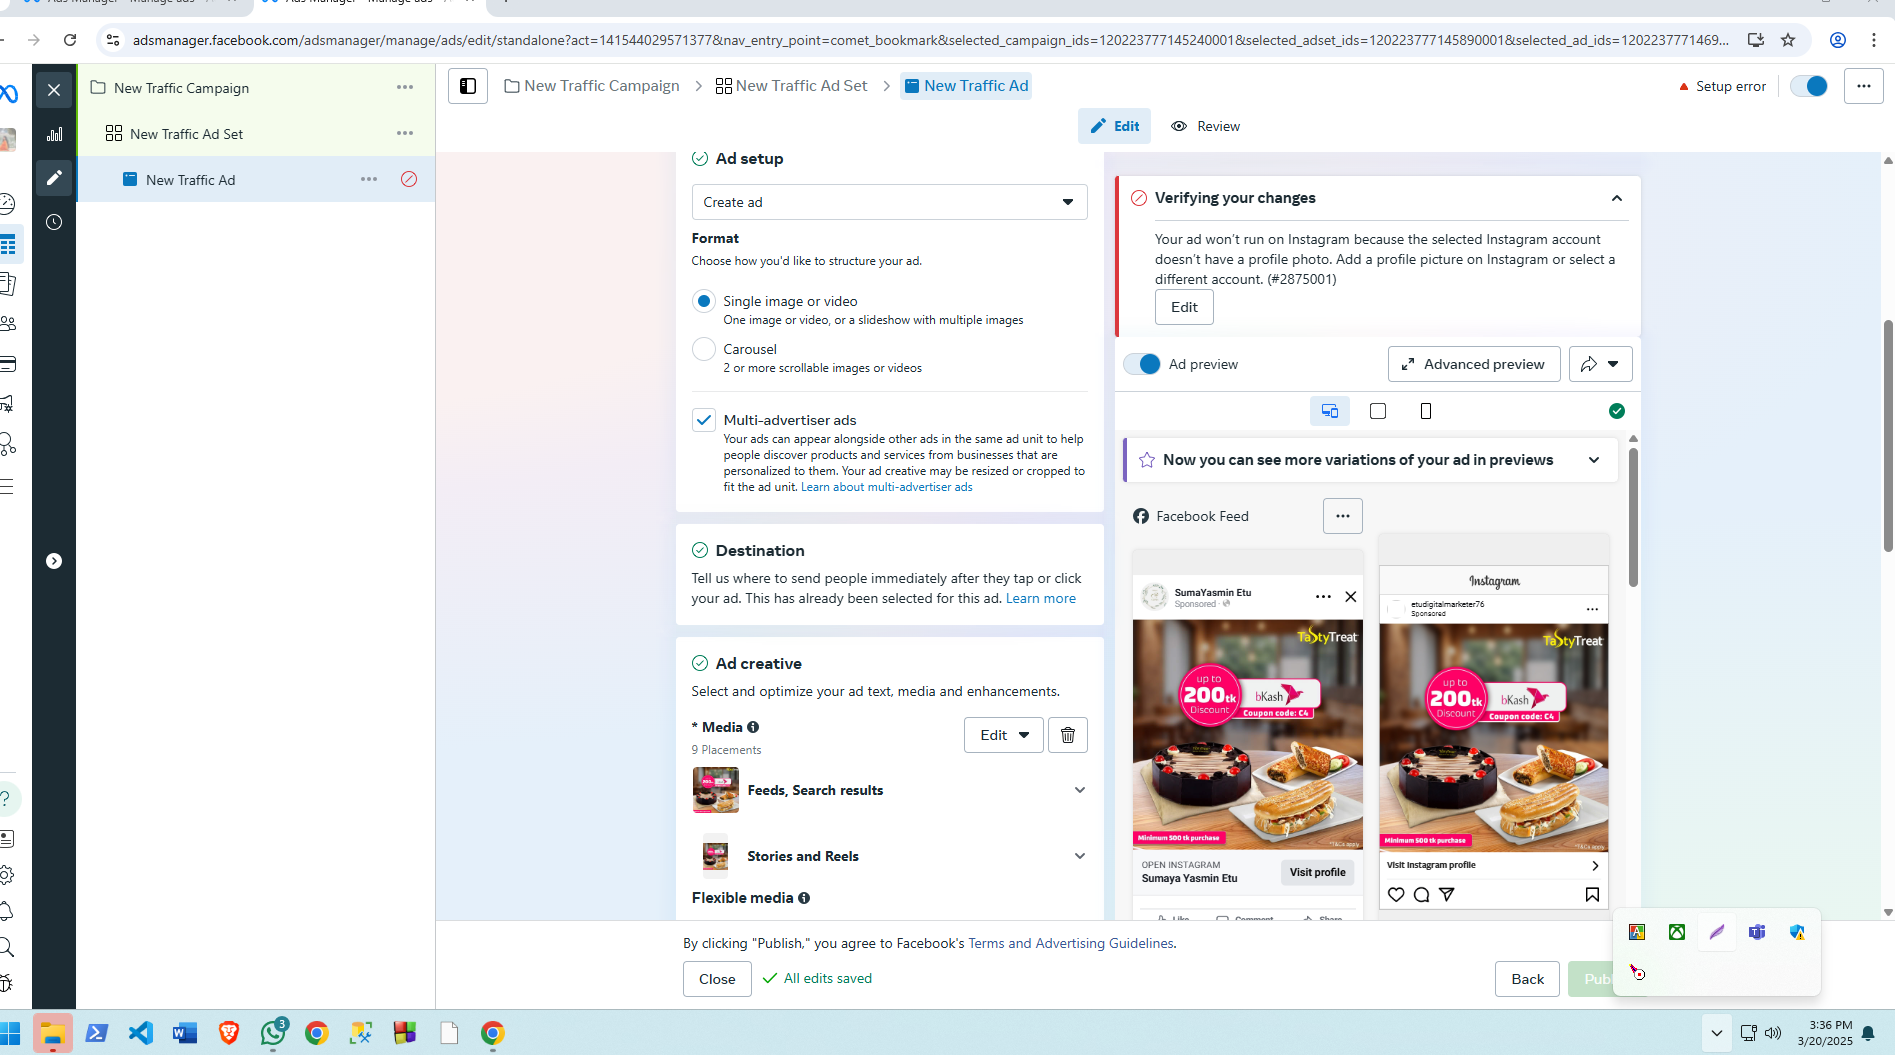 adsmanager.facebook.com/adsmanager/manage/ads/edit/standalone?act=141544029571377&nav_entry_point=comet_bookmark&selected_campaign_ids=120223777145240001&selected_adset_ids=120223777145890001&selected_ad_ids=1202237771469...
New Traffic Campaign
New Traffic Ad Set
New Traffic Ad
New Traffic Campaign
New Traffic Ad Set
New Traffic Ad
Setup error
Edit
Review
Ad setup
Create ad
Format
Choose how you'd like to structure your ad.
Single image or video
One image or video, or a slideshow with multiple images
Carousel
2 or more scrollable images or videos
Multi-advertiser ads
Your ads can appear alongside other ads in the same ad unit to help
people discover products and services from businesses that are
personalized to them. Your ad creative may be resized or cropped to
fit the ad unit. Learn about multi-advertiser ads
Destination
Tell us where to send people immediately after they tap or click
your ad. This has already been selected for this ad. Learn more
Ad creative
Select and optimize your ad text, media and enhancements.
* Media
9 Placements
Edit
Feeds, Search results
Stories and Reels
Flexible media
Verifying your changes
Your ad won't run on Instagram because the selected Instagram account
doesn't have a profile photo. Add a profile picture on Instagram or select a
different account. (#2875001)
Edit
Ad preview
Advanced preview
Now you can see more variations of your ad in previews
Facebook Feed
SumaYasmin Etu
Sponsored
TastyTreat
up to
200tk
Discount
bKash
Coupon code: C4
Minimum 500 tk purchase
*T&C apply
OPEN INSTAGRAM
Sumaya Yasmin Etu
Visit profile
Like
Comment
Share
Instagram
etudigitalmarketer76
Sponsored
TastyTreat
up to
200tk
Discount
bKash
Coupon code: C4
Minimum 500 tk purchase
*T&C apply
Visit Instagram profile
By clicking "Publish," you agree to Facebook's Terms and Advertising Guidelines.
Close
All edits saved
Back
3
3:36 PM
3/20/2025